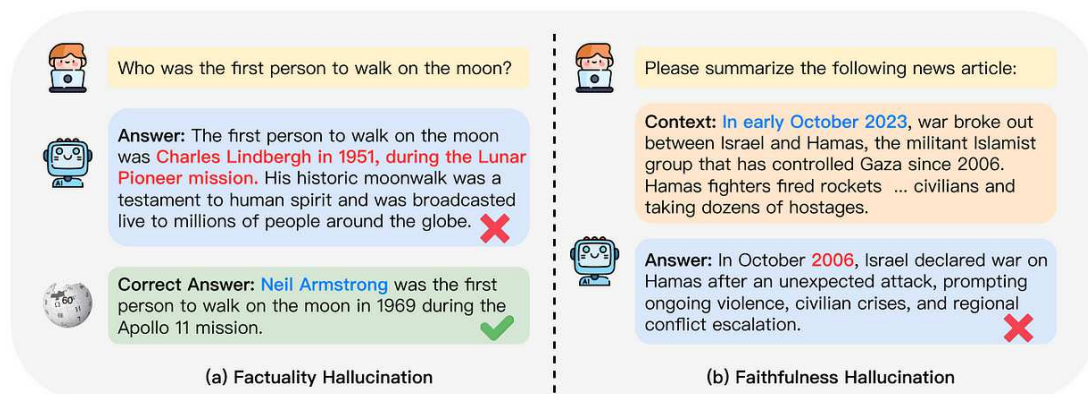 Who was the first person to walk on the moon?
Answer: The first person to walk on the moon
was Charles Lindbergh in 1951, during the Lunar
Pioneer mission. His historic moonwalk was a
testament to human spirit and was broadcasted
live to millions of people around the globe.
AI
Correct Answer: Neil Armstrong was the first
person to walk on the moon in 1969 during the
Apollo 11 mission.
(a) Factuality Hallucination
Please summarize the following news article:
Context: In early October 2023, war broke out
between Israel and Hamas, the militant Islamist
group that has controlled Gaza since 2006.
Hamas fighters fired rockets ... civilians and
taking dozens of hostages.
Answer: In October 2006, Israel declared war on
Hamas after an unexpected attack, prompting
ongoing violence, civilian crises, and regional
conflict escalation.
AI
(b) Faithfulness Hallucination